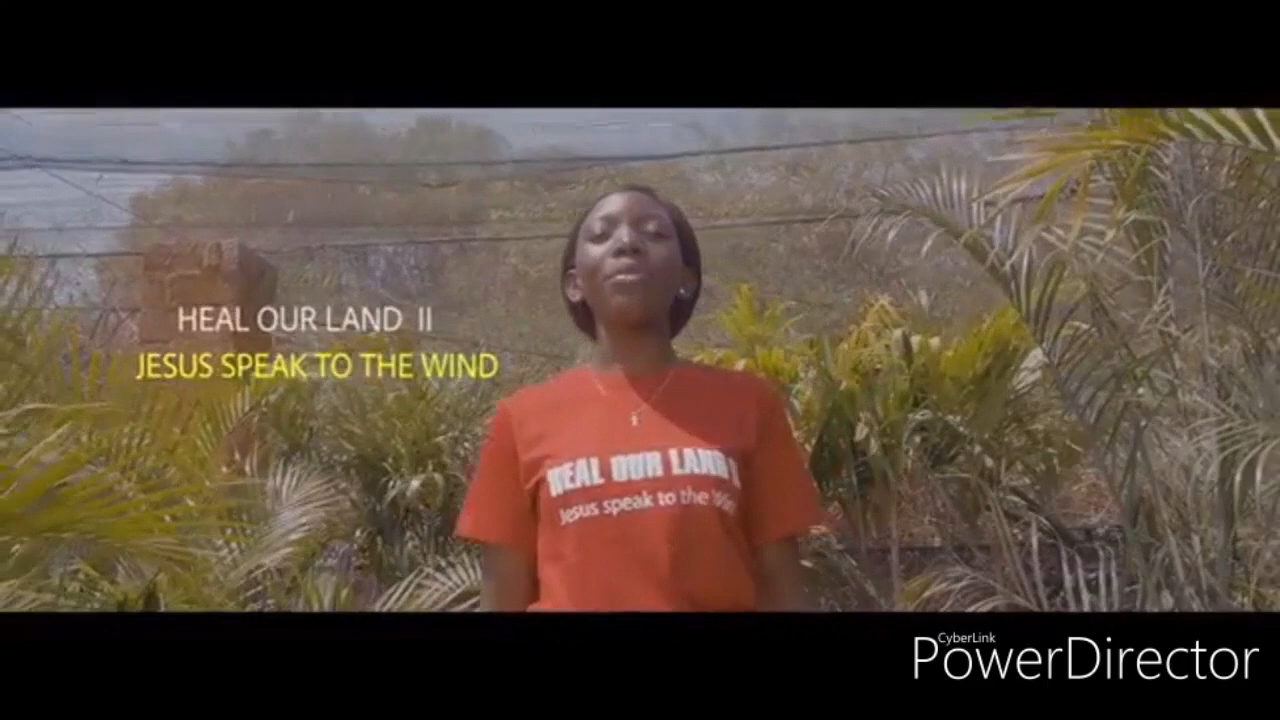 HEAL OUR LAND II
JESUS SPEAK TO THE WIND
HEAL OUR LAND
Jesus speak to the
CyberLink
PowerDirector